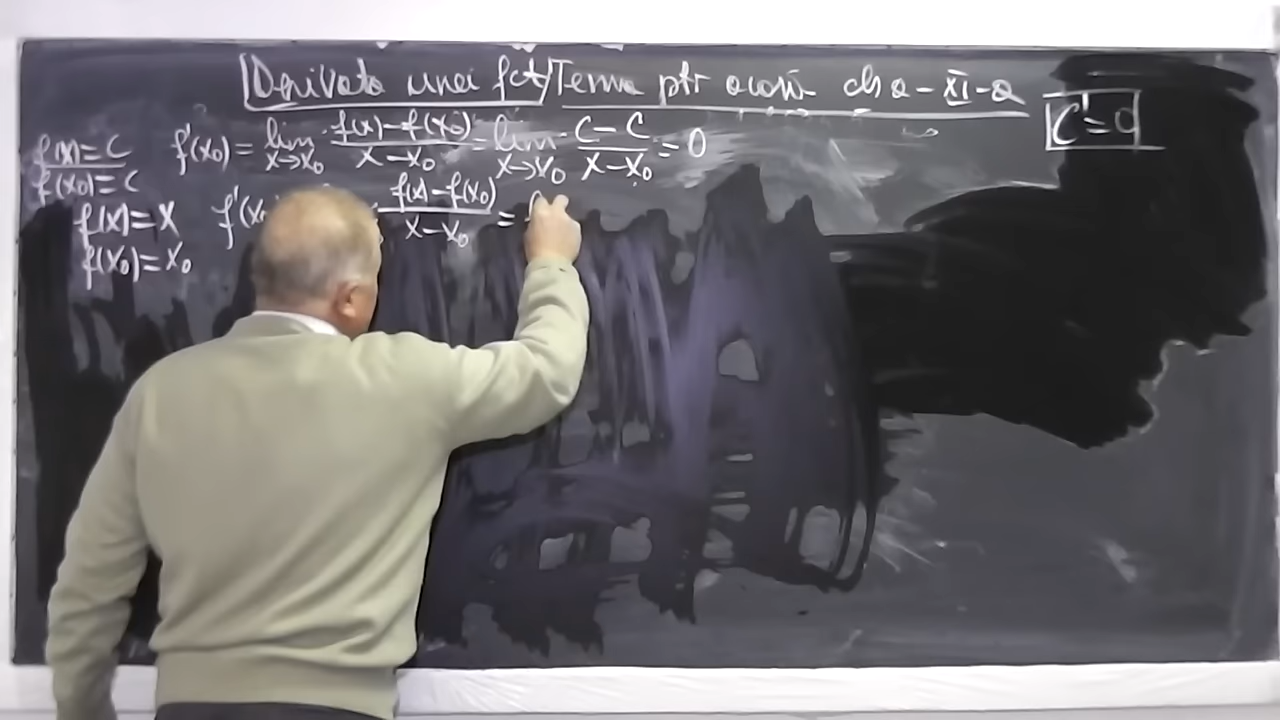 Derivata unei fct/Tema ptr acasă cls a-XI-a
f(x)=C f'(x₀) = lim x→x₀ (f(x)-f(x₀))/(x-x₀) = lim x→x₀ (C-C)/(x-x₀) = 0 C'=0
f(x₀)=C
f(x)=x f'(x₀ (f(x)-f(x₀))/(x-x₀) =
f(x₀)=x₀